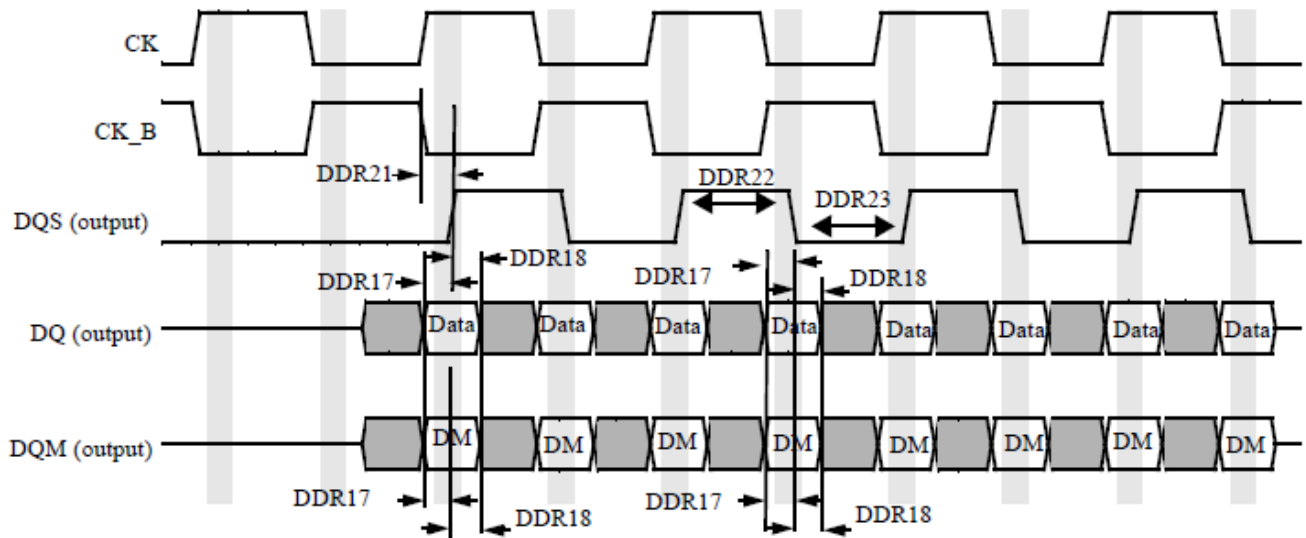 CK
CK_B
DDR21
DDR22
DDR23
DQS (output)
DDR18
DDR17
DDR17
DDR18
DQ (output)
Data
Data
Data
Data
Data
Data
Data
Data
DQM (output)
DM
DM
DM
DM
DM
DM
DM
DM
DDR17
DDR18
DDR17
DDR18